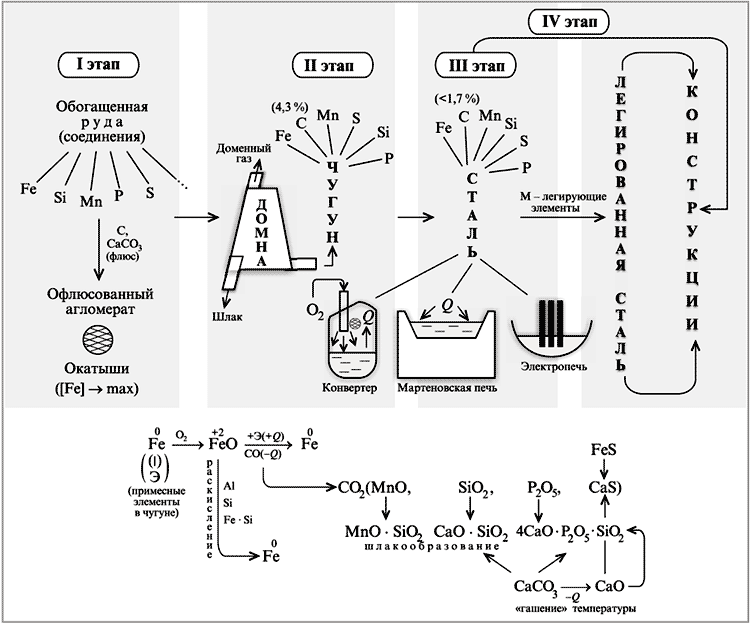 I этап
II этап
III этап
IV этап
Обогащенная
руда
(соединения)
Fe
Si
Mn
P
S
C,
CaCO3
(флюс)
Офлюсованный
агломерат
Окатыши
([Fe] → max)
Доменный
газ
ДОМНА
Шлак
(4,3 %)
Fe
C
Mn
S
Si
P
ЧУГУН
(<1,7 %)
Fe
C
Mn
Si
S
P
СТАЛЬ
M – легирующие
элементы
ЛЕГИРОВАННАЯ СТАЛЬ
КОНСТРУКЦИИ
O2
Q
Конвертер
Q
Мартеновская печь
Электропечь
0
Fe
O2
+2
FeO
+Э(+Q)
CO(–Q)
0
Fe
(l)
Э
(примесные
элементы
в чугуне)
раскисление
Al
Si
Fe · Si
0
Fe
CO2(MnO, SiO2, P2O5, CaS)
FeS
MnO · SiO2 CaO · SiO2 4CaO · P2O5 · SiO2
шлакообразование
CaCO3 → CaO
–Q
«гашение» температуры